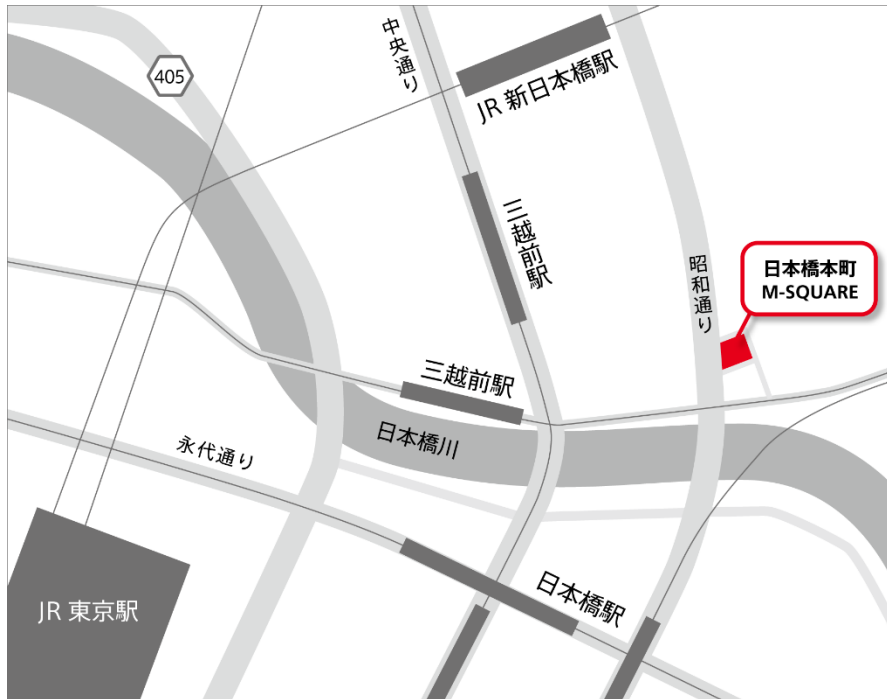 中央通り
405
JR 新日本橋駅
三越前駅
昭和通り
日本橋本町
M-SQUARE
三越前駅
日本橋川
永代通り
日本橋駅
JR 東京駅